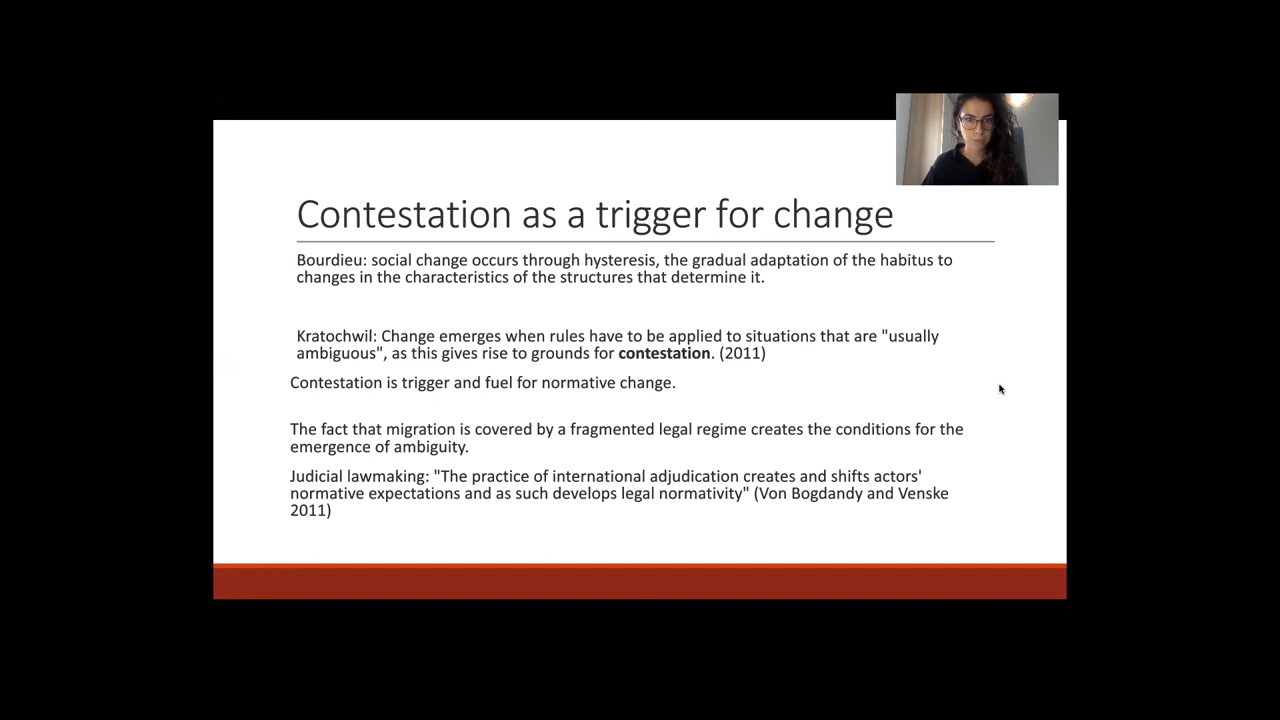 Contestation as a trigger for change
Bourdieu: social change occurs through hysteresis, the gradual adaptation of the habitus to
changes in the characteristics of the structures that determine it.
Kratochwil: Change emerges when rules have to be applied to situations that are "usually
ambiguous", as this gives rise to grounds for contestation. (2011)
Contestation is trigger and fuel for normative change.
The fact that migration is covered by a fragmented legal regime creates the conditions for the
emergence of ambiguity.
Judicial lawmaking: "The practice of international adjudication creates and shifts actors'
normative expectations and as such develops legal normativity" (Von Bogdandy and Venske
2011)